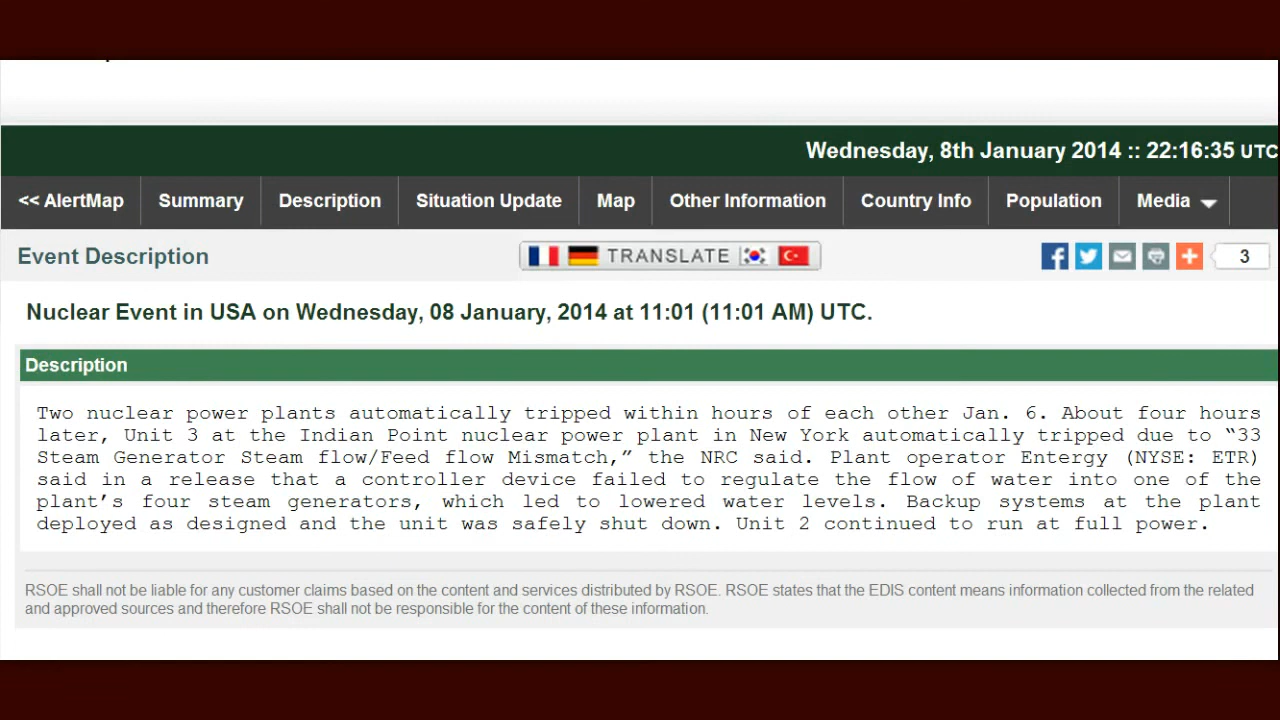 Wednesday, 8th January 2014 :: 22:16:35 UTC
<< AlertMap Summary Description Situation Update Map Other Information Country Info Population Media
Event Description TRANSLATE 3
Nuclear Event in USA on Wednesday, 08 January, 2014 at 11:01 (11:01 AM) UTC.
Description
Two nuclear power plants automatically tripped within hours of each other Jan. 6. About four hours
later, Unit 3 at the Indian Point nuclear power plant in New York automatically tripped due to “33
Steam Generator Steam flow/Feed flow Mismatch,” the NRC said. Plant operator Entergy (NYSE: ETR)
said in a release that a controller device failed to regulate the flow of water into one of the
plant’s four steam generators, which led to lowered water levels. Backup systems at the plant
deployed as designed and the unit was safely shut down. Unit 2 continued to run at full power.
RSOE shall not be liable for any customer claims based on the content and services distributed by RSOE. RSOE states that the EDIS content means information collected from the related
and approved sources and therefore RSOE shall not be responsible for the content of these information.